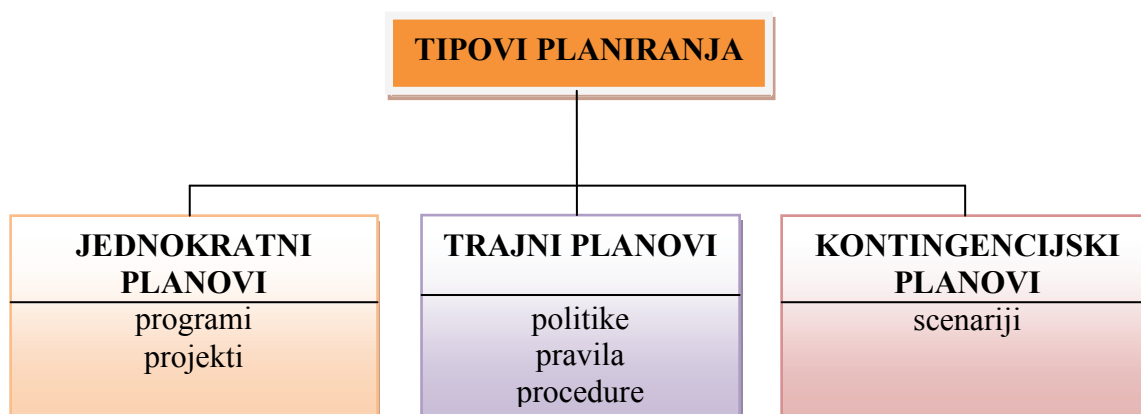 TIPOVI PLANIRANJA
JEDNOKRATNI
PLANOVI
programi
projekti
TRAJNI PLANOVI
politike
pravila
procedure
KONTINGENCIJSKI
PLANOVI
scenariji